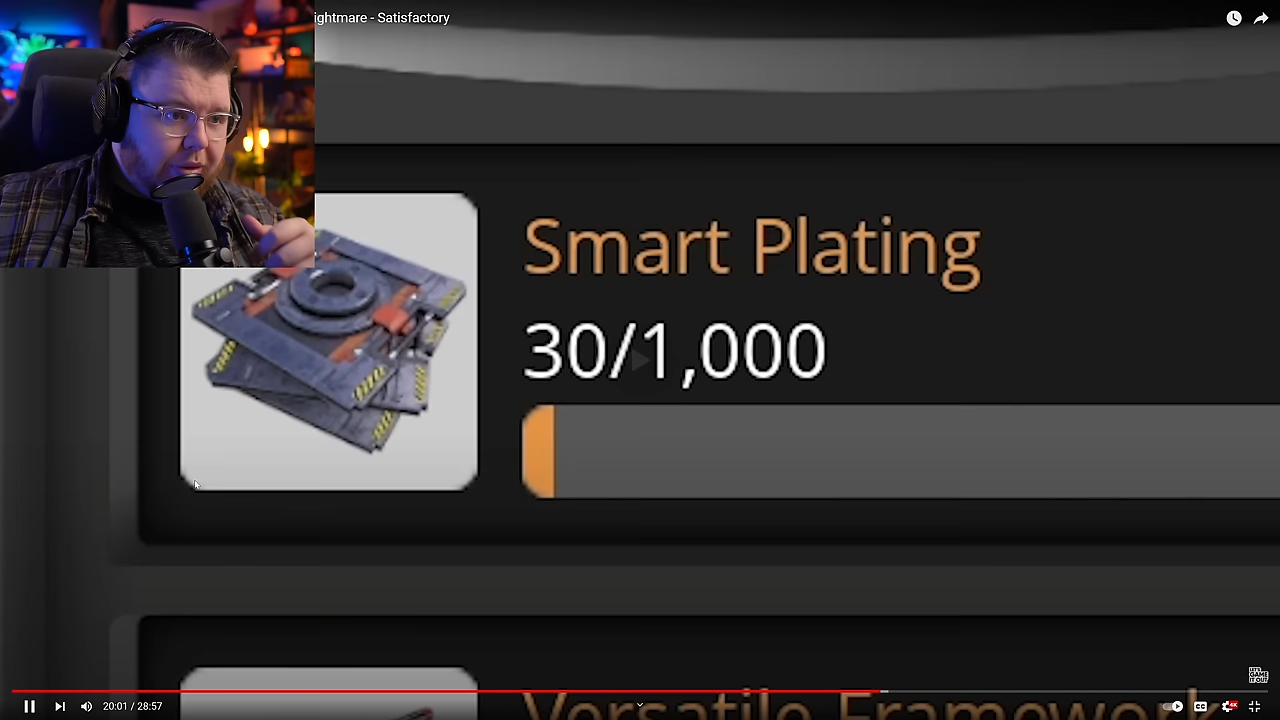 ightmare - Satisfactory
Smart Plating
30/1,000
Versatile Framework
20:01 / 28:57